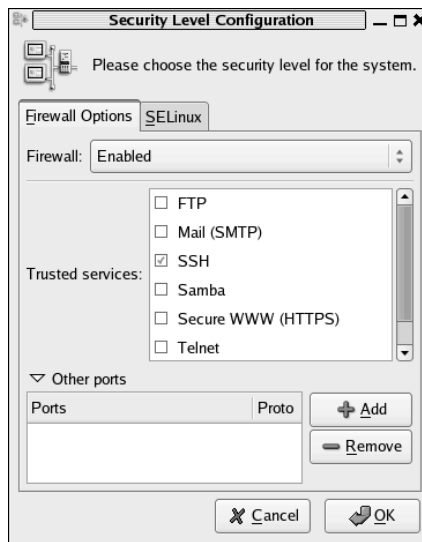 Security Level Configuration
Please choose the security level for the system.
Firewall Options
SELinux
Firewall: Enabled
Trusted services:
FTP
Mail (SMTP)
SSH
Samba
Secure WWW (HTTPS)
Telnet
Other ports
Ports Proto
Add
Remove
Cancel
OK